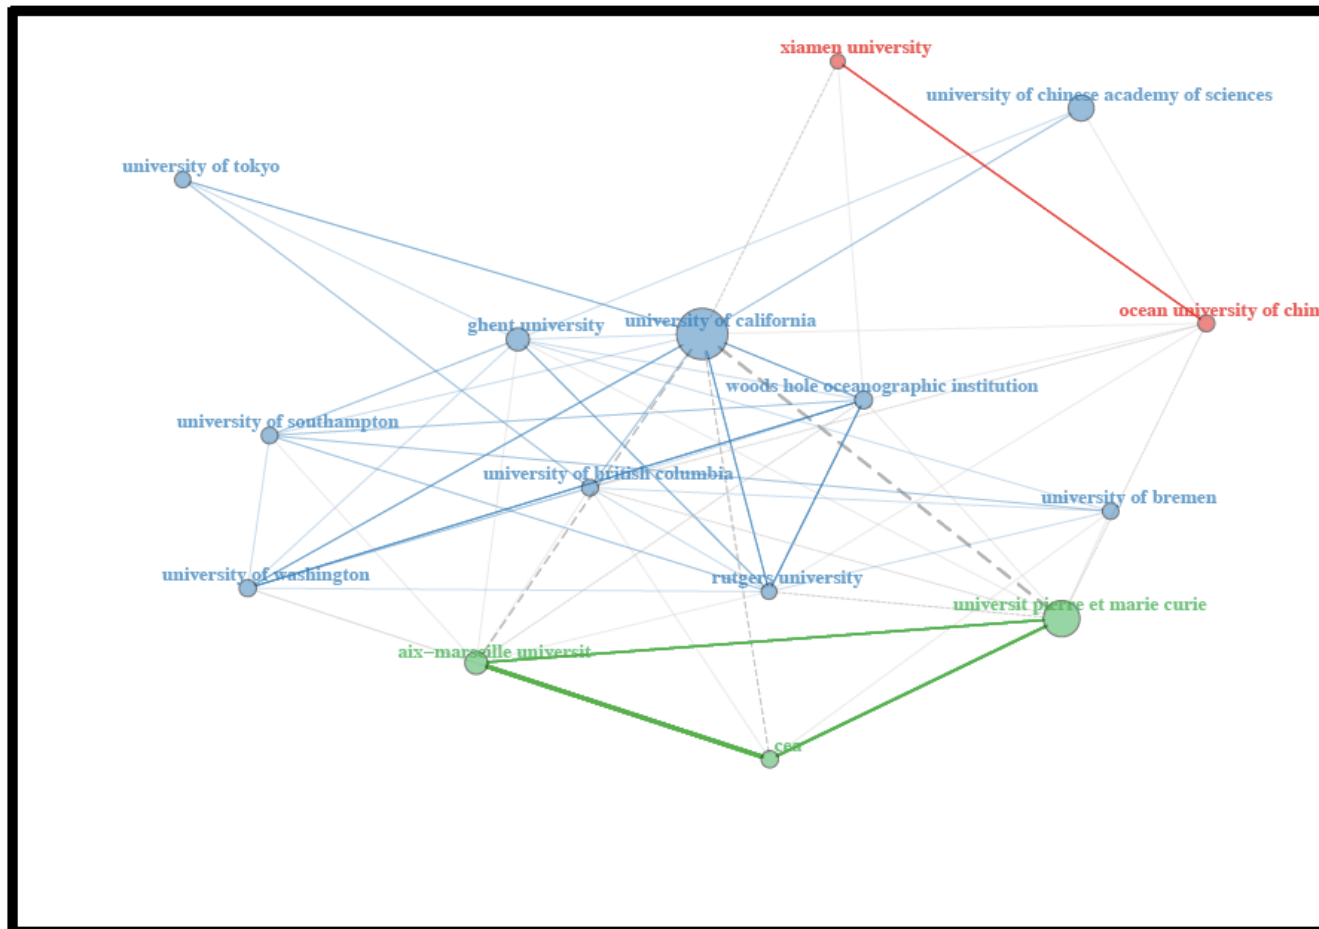 xiamen university
university of chinese academy of sciences
university of tokyo
ocean university of chin
university of california
ghent university
woods hole oceanographic institution
university of southampton
university of british columbia
university of bremen
university of washington
rutgers university
universit pierre et marie curie
aix−marseille universit
cea